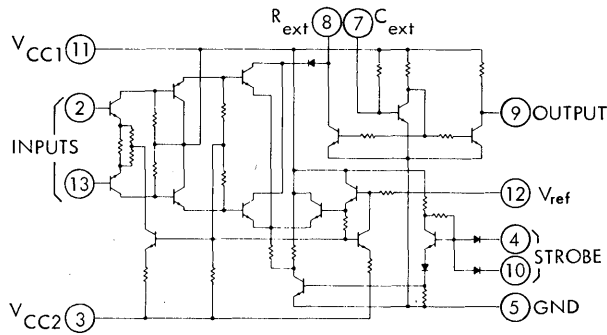 R ext 8 7 C ext
V CC1 11
2
INPUTS
13
9 OUTPUT
12 V ref
4
STROBE
10
V CC2 3
5 GND